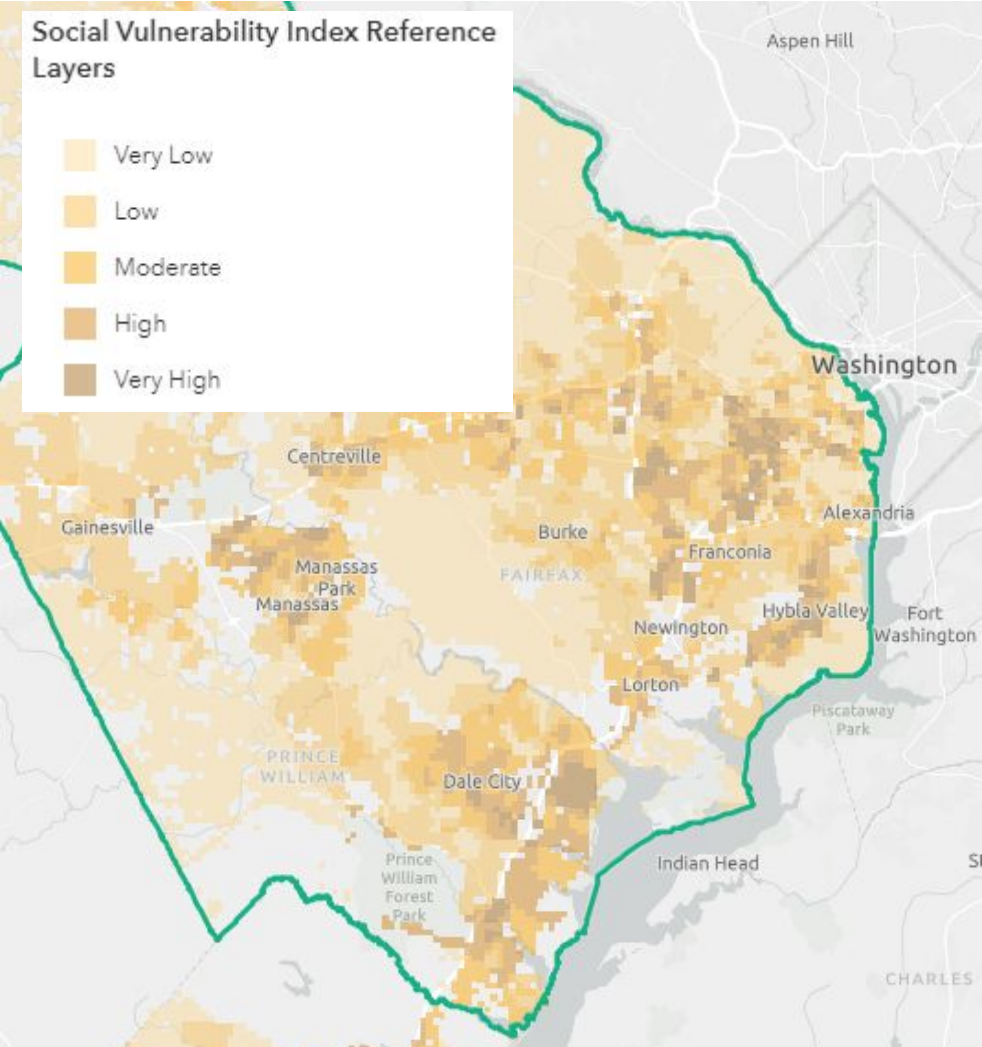 Social Vulnerability Index Reference
Layers
Very Low
Low
Moderate
High
Very High
Aspen Hill
Washington
Centreville
Gainesville
Alexandria
Burke
Franconia
Manassas
Park
FAIRFAX
Manassas
Hybla Valley
Fort
Washington
Newington
Lorton
Piscataway
Park
PRINCE
WILLIAM
Dale City
Prince
William
Forest
Park
Indian Head
CHARLES